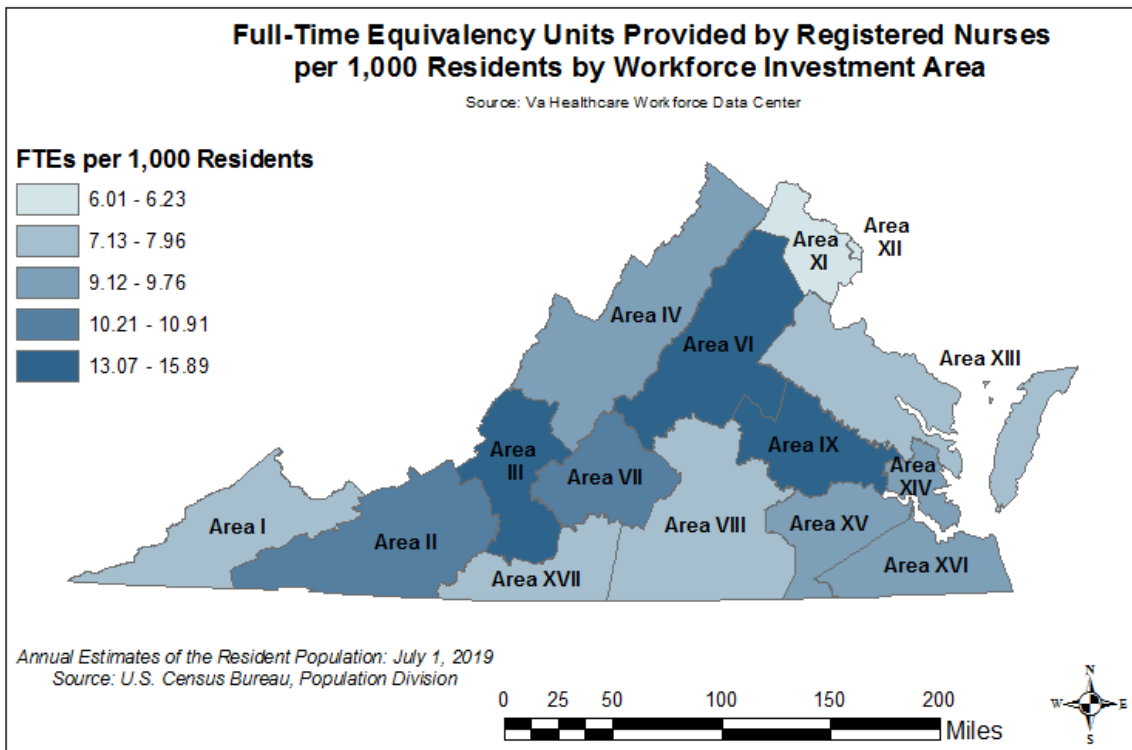 Full-Time Equivalency Units Provided by Registered Nurses
per 1,000 Residents by Workforce Investment Area
Source: Va Healthcare Workforce Data Center
FTEs per 1,000 Residents
6.01 - 6.23
7.13 - 7.96
9.12 - 9.76
10.21 - 10.91
13.07 - 15.89
Area
XI
Area
XII
Area IV
Area VI
Area XIII
Area
III
Area IX
Area VII
Area
XIV
Area I
Area II
Area VIII
Area XV
Area XVII
Area XVI
Annual Estimates of the Resident Population: July 1, 2019
Source: U.S. Census Bureau, Population Division
0 25 50 100 150 200
Miles
N
W E
S